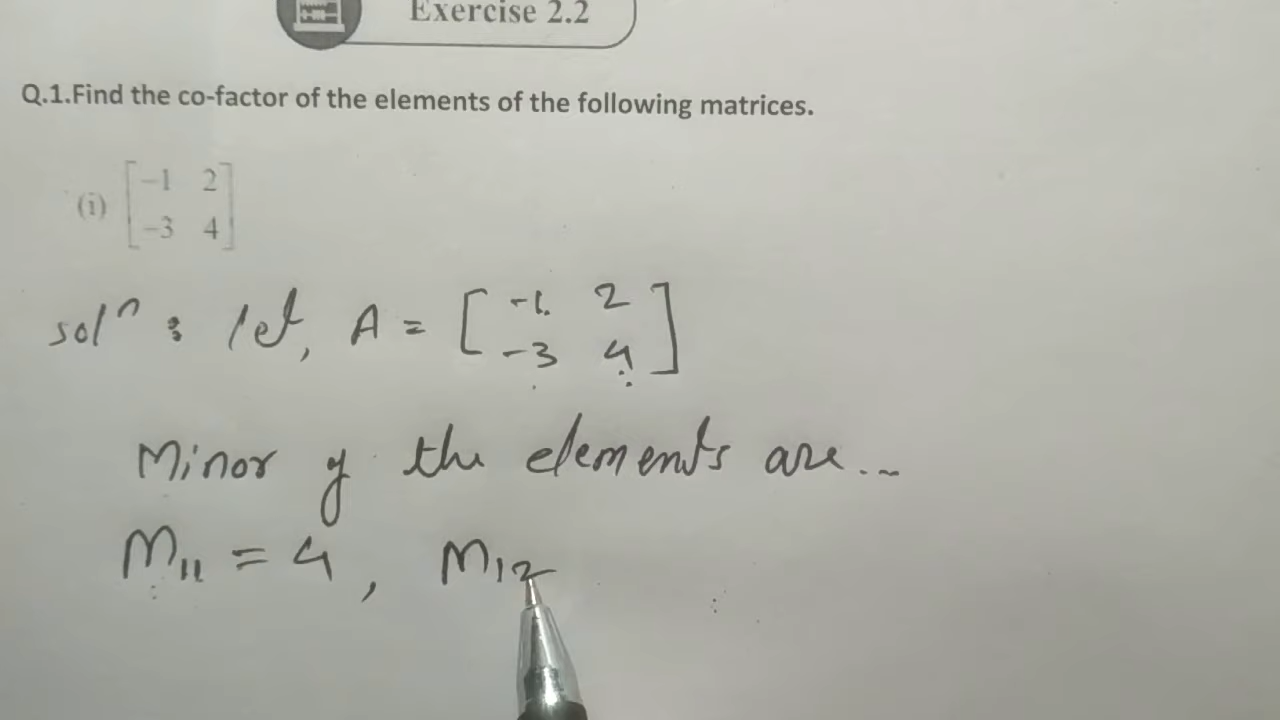 Exercise 2.2
Q.1.Find the co-factor of the elements of the following matrices.
(i) [-1 2
-3 4]
solⁿ : let, A = [-1. 2
-3 4]
Minor of the elements are...
M₁₁ = 4, M₁₂